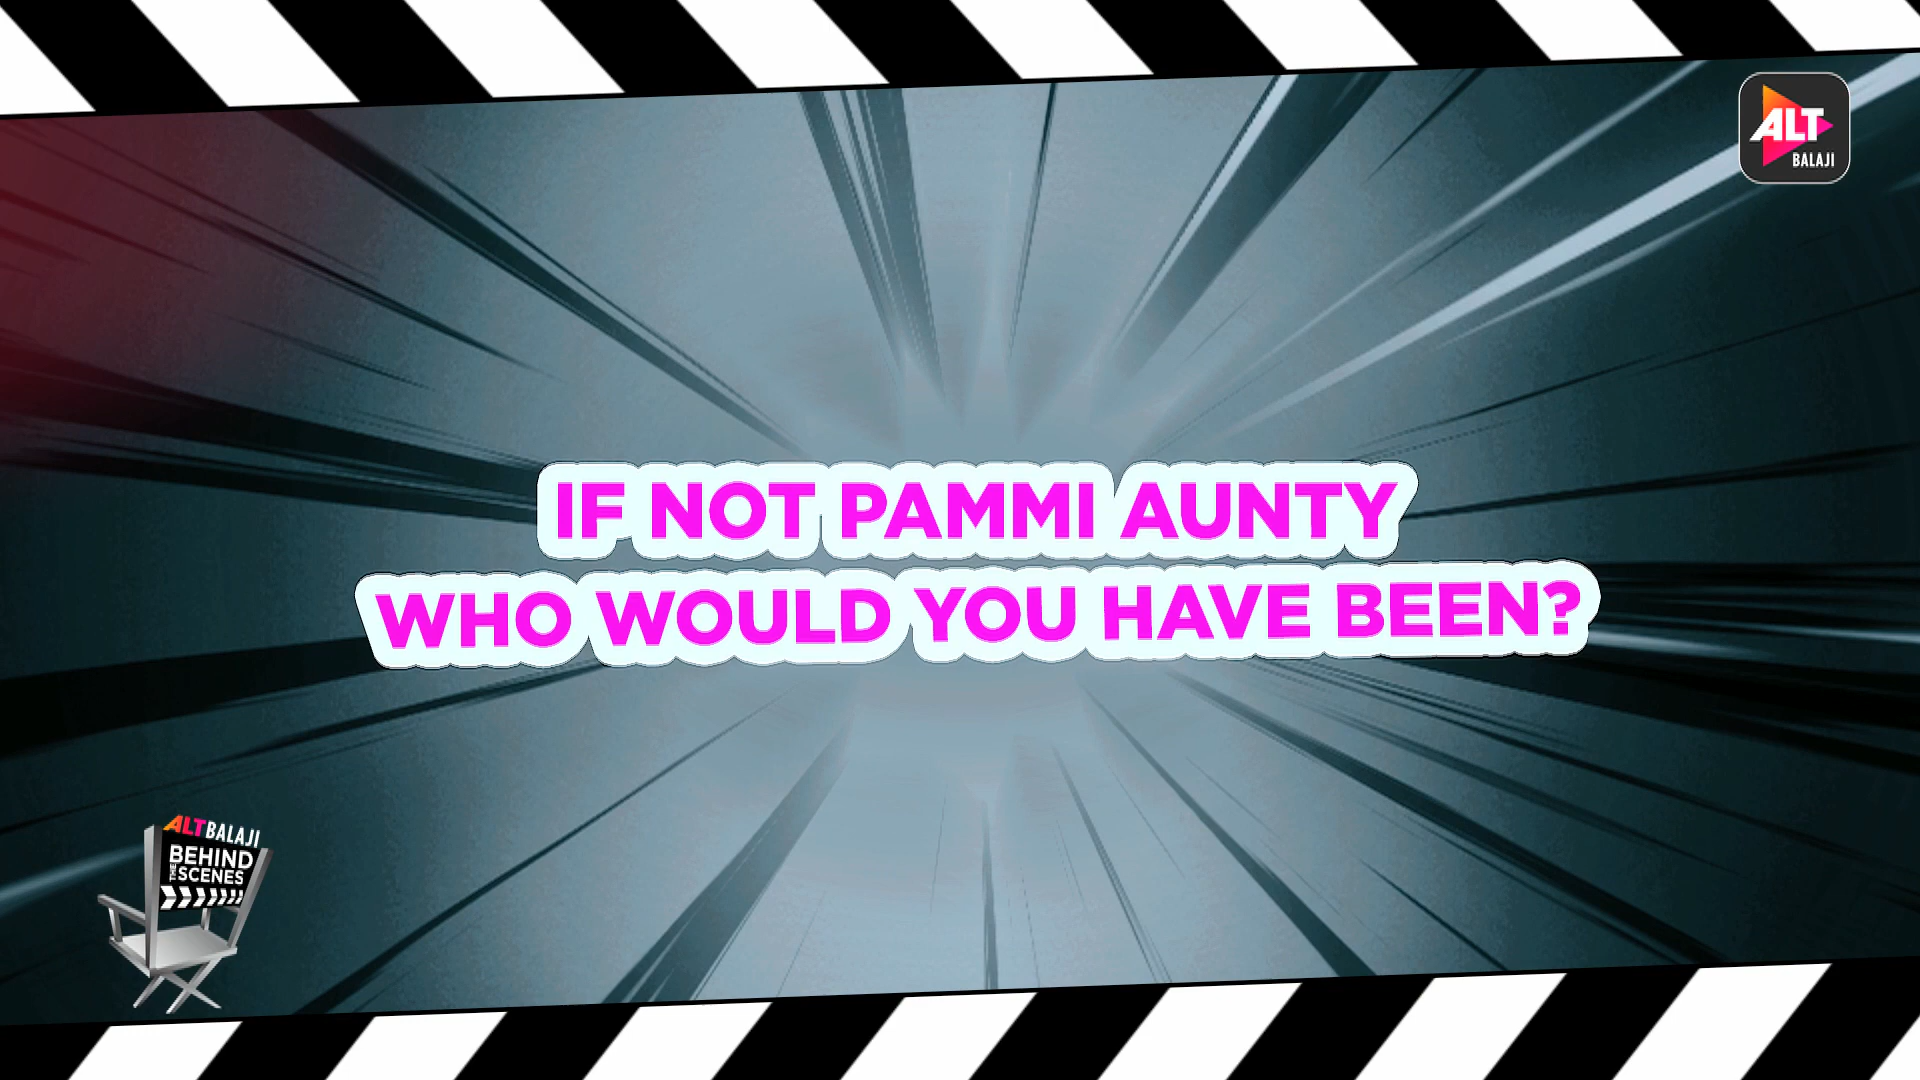 ALT
BALAJI
IF NOT PAMMI AUNTY
WHO WOULD YOU HAVE BEEN?
ALTBALAJI
BEHIND
THE SCENES